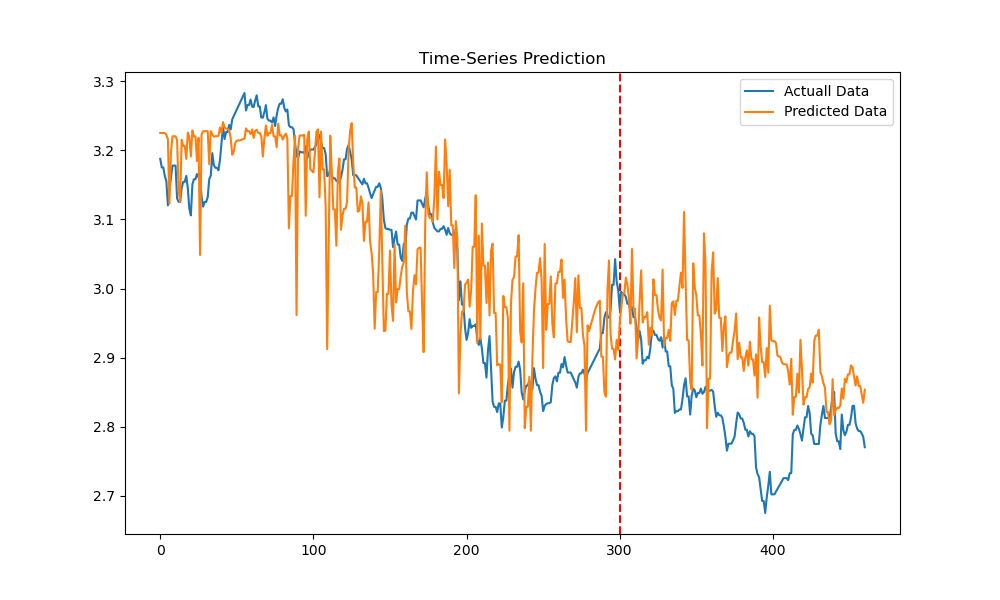 Time-Series Prediction
Actuall Data
Predicted Data
3.3
3.2
3.1
3.0
2.9
2.8
2.7
0 100 200 300 400